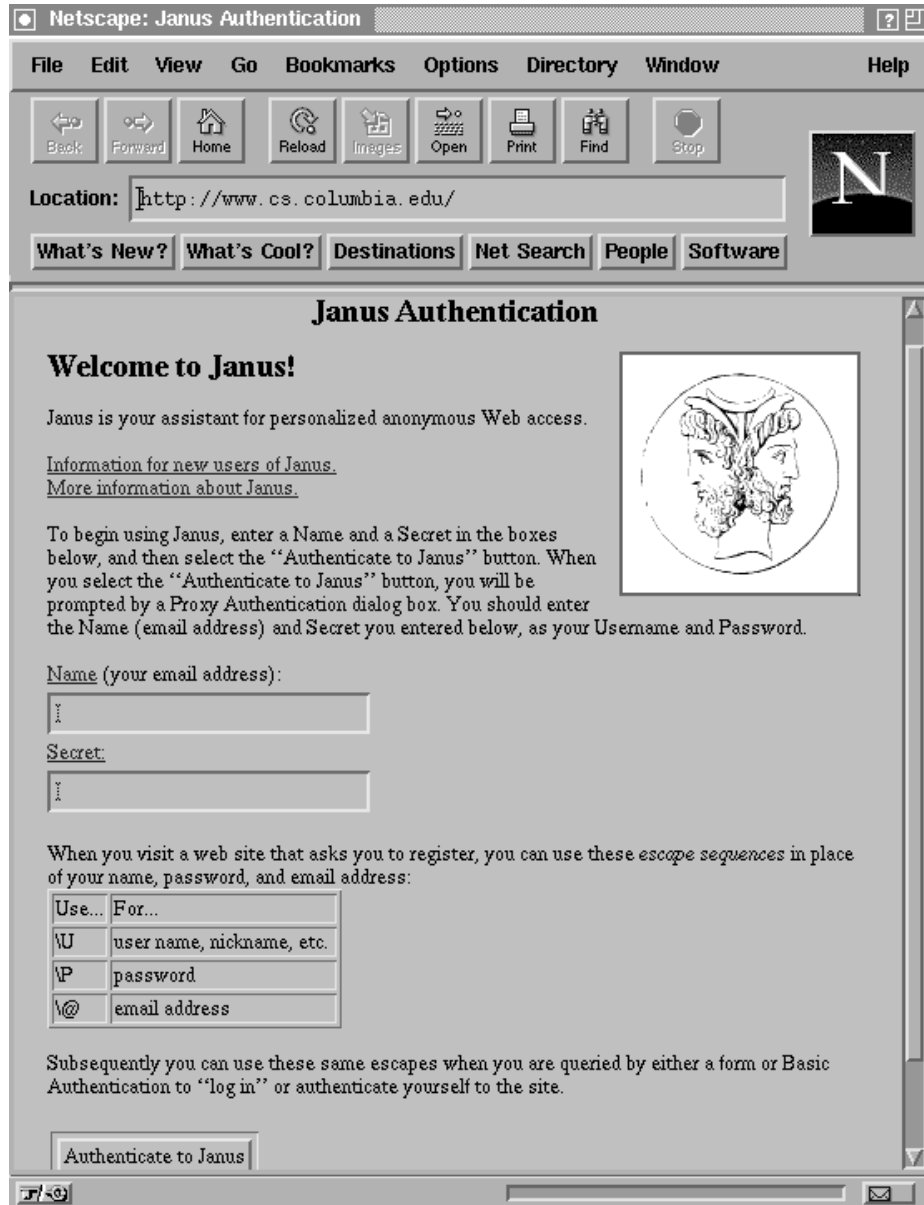 Netscape: Janus Authentication
?
File Edit View Go Bookmarks Options Directory Window Help
Back Forward Home Reload Images Open Print Find Stop
N
Location: http://www.cs.columbia.edu/
What's New? What's Cool? Destinations Net Search People Software
Janus Authentication
Welcome to Janus!
Janus is your assistant for personalized anonymous Web access.
Information for new users of Janus.
More information about Janus.
To begin using Janus, enter a Name and a Secret in the boxes
below, and then select the ‘‘Authenticate to Janus’’ button. When
you select the ‘‘Authenticate to Janus’’ button, you will be
prompted by a Proxy Authentication dialog box. You should enter
the Name (email address) and Secret you entered below, as your Username and Password.
Name (your email address):
Secret:
When you visit a web site that asks you to register, you can use these escape sequences in place
of your name, password, and email address:
Use... For...
\U user name, nickname, etc.
\P password
\@ email address
Subsequently you can use these same escapes when you are queried by either a form or Basic
Authentication to ‘‘log in’’ or authenticate yourself to the site.
Authenticate to Janus